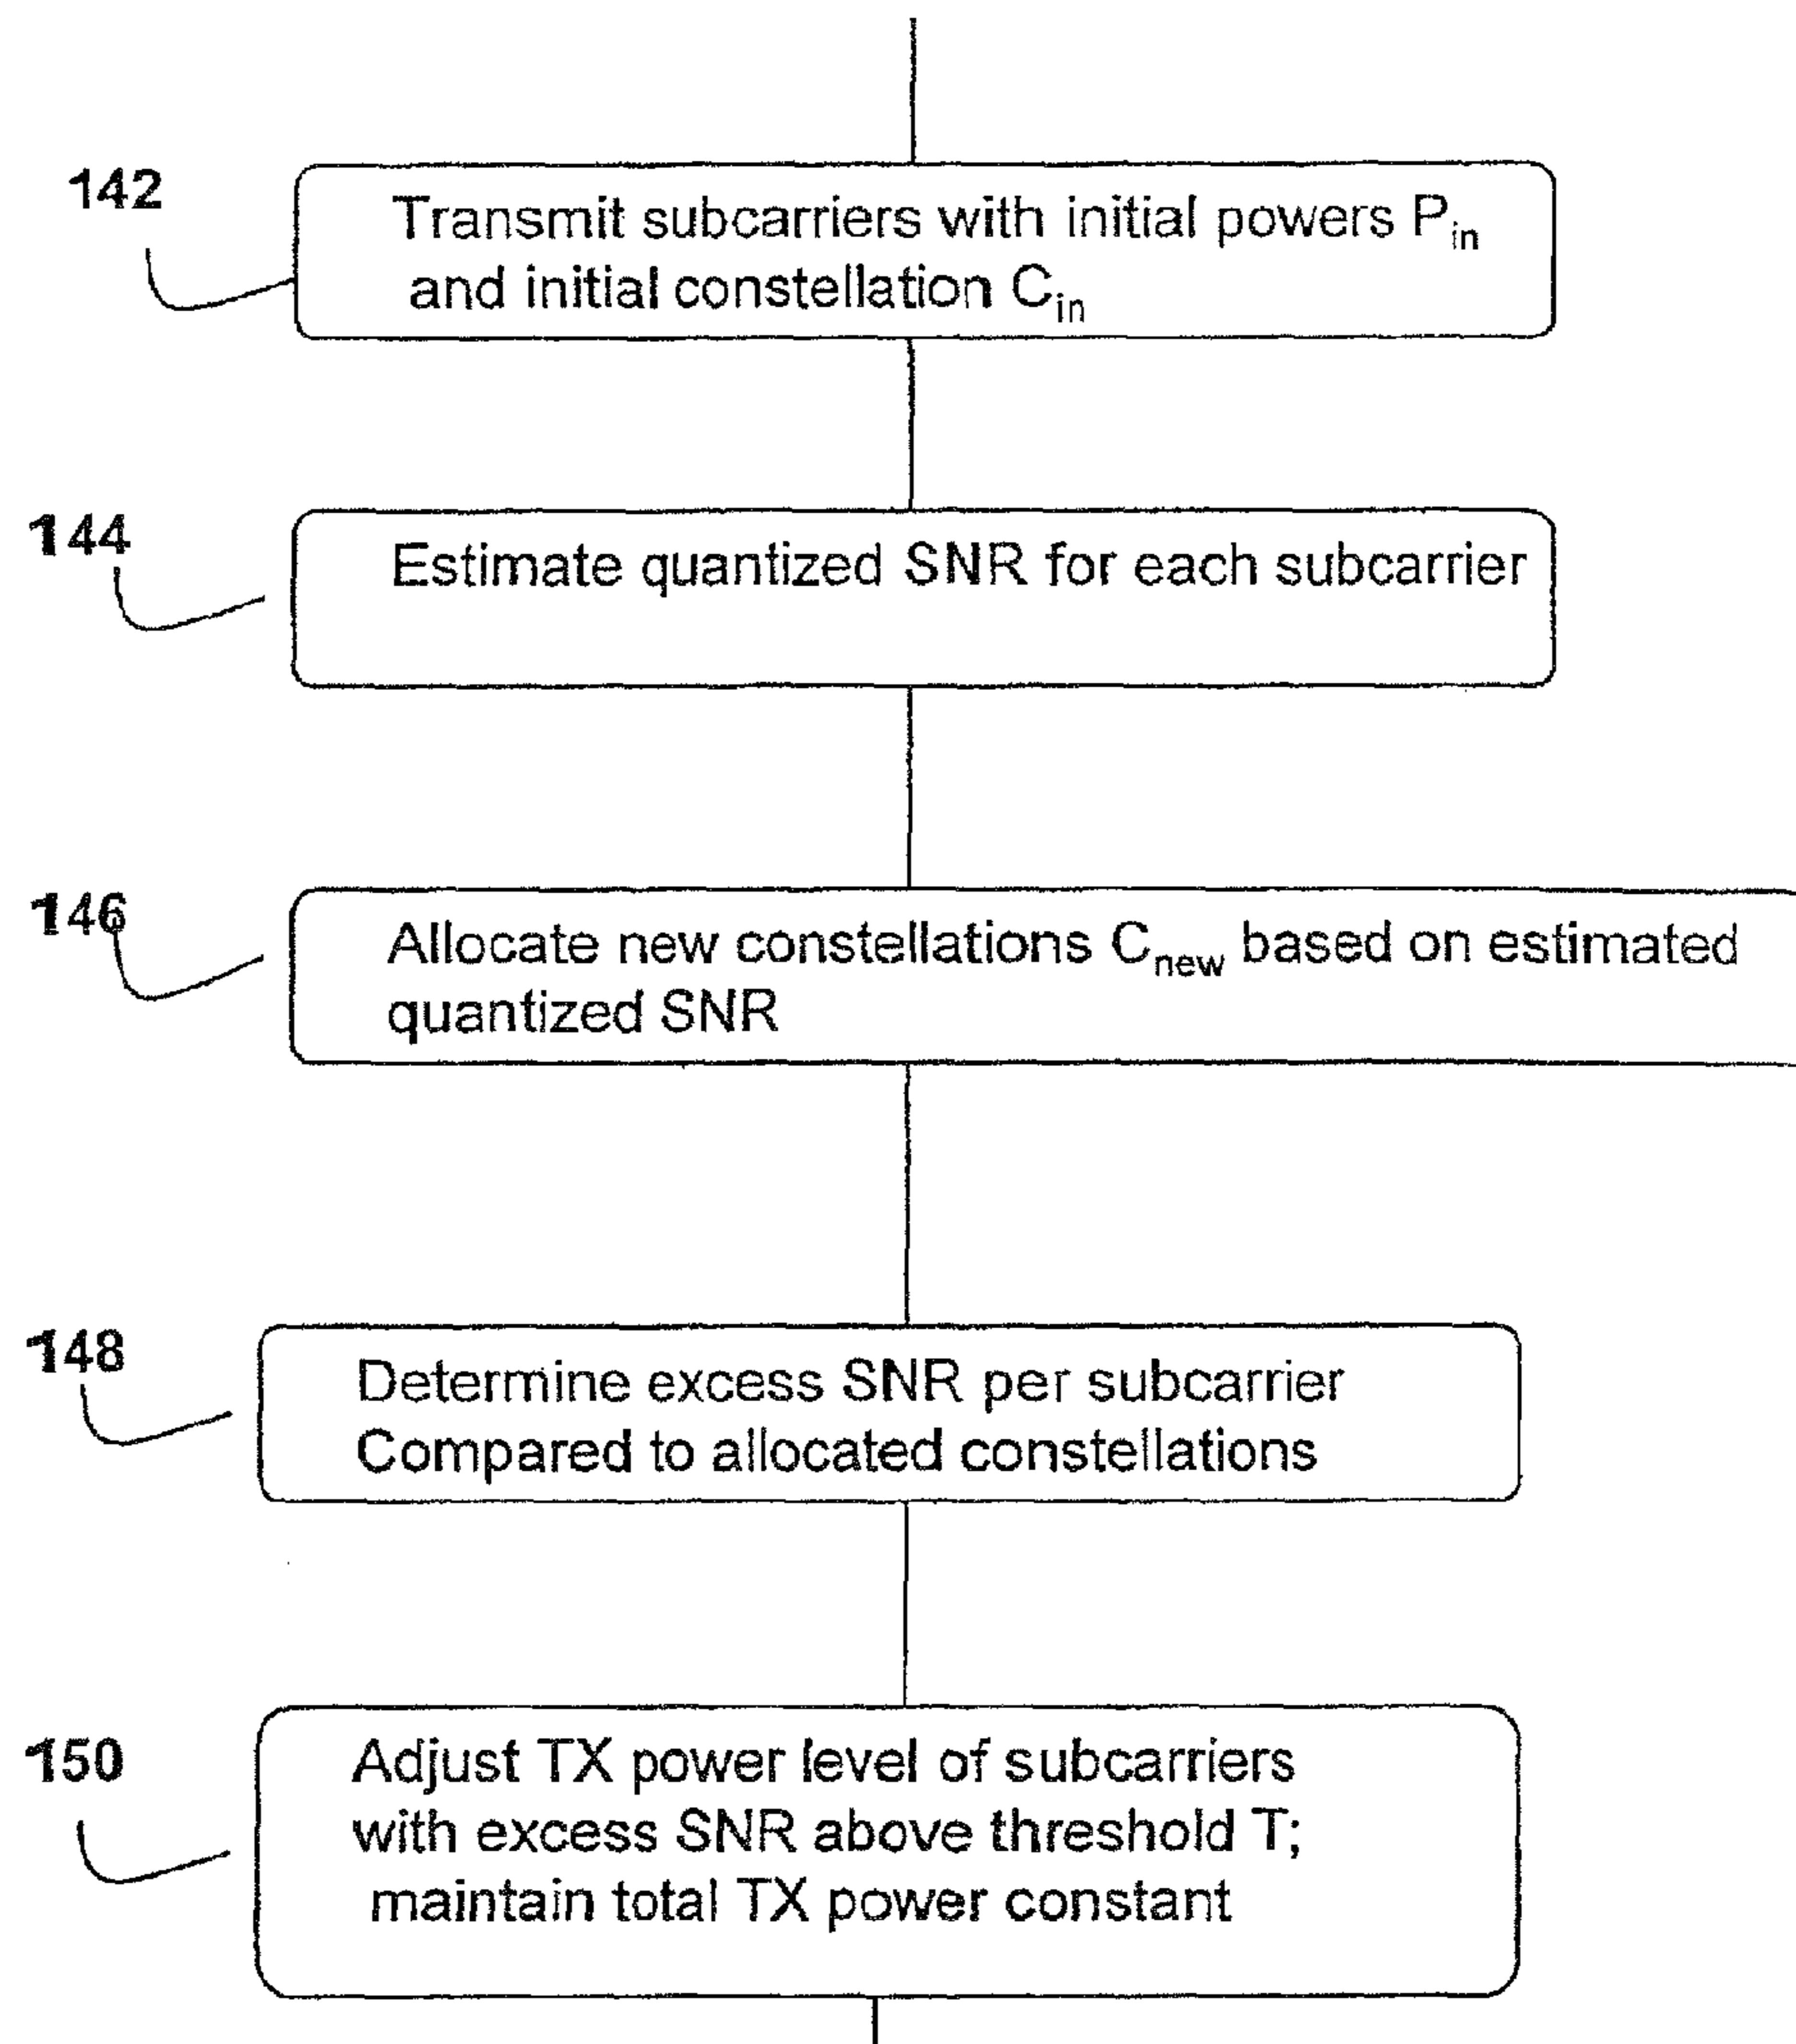 142
Transmit subcarriers with initial powers Pin
and initial constellation Cin
144
Estimate quantized SNR for each subcarrier
146
Allocate new constellations Cnew based on estimated
quantized SNR
148
Determine excess SNR per subcarrier
Compared to allocated constellations
150
Adjust TX power level of subcarriers
with excess SNR above threshold T;
maintain total TX power constant